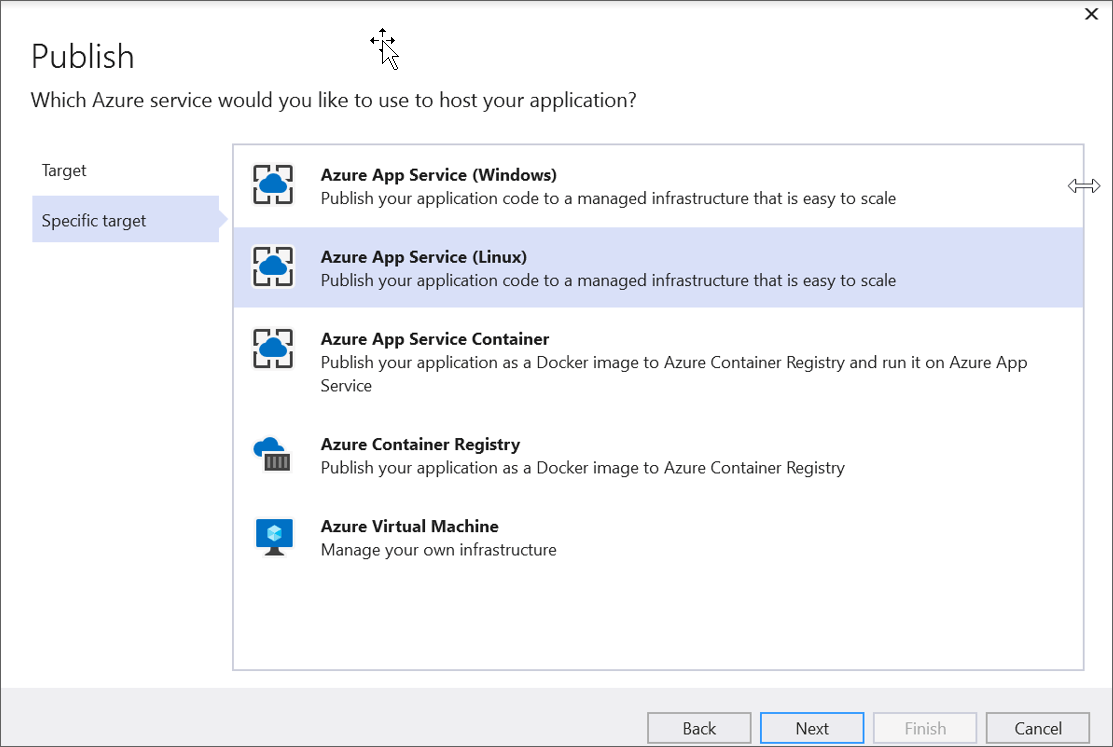 Publish
Which Azure service would you like to use to host your application?
Target
Specific target
Azure App Service (Windows)
Publish your application code to a managed infrastructure that is easy to scale
Azure App Service (Linux)
Publish your application code to a managed infrastructure that is easy to scale
Azure App Service Container
Publish your application as a Docker image to Azure Container Registry and run it on Azure App
Service
Azure Container Registry
Publish your application as a Docker image to Azure Container Registry
Azure Virtual Machine
Manage your own infrastructure
Back
Next
Finish
Cancel